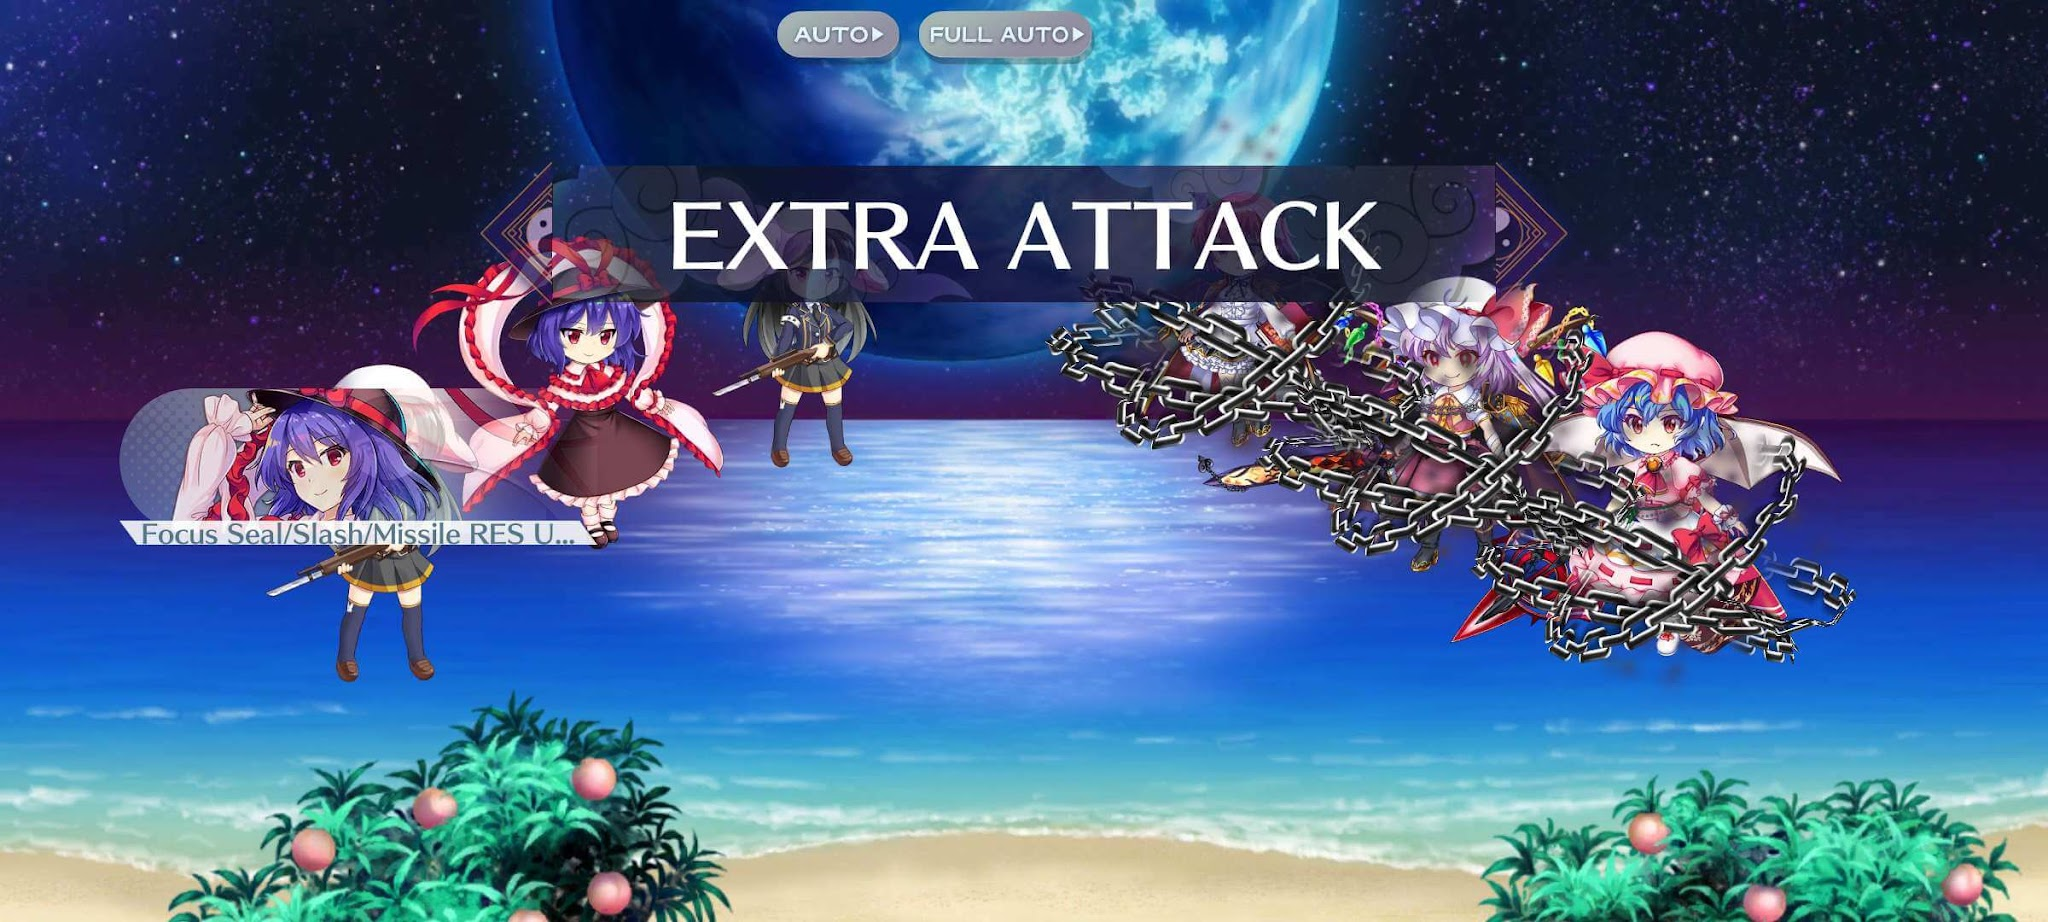 AUTO
FULL AUTO
EXTRA ATTACK
Focus Seal/Slash/Missile RES U...